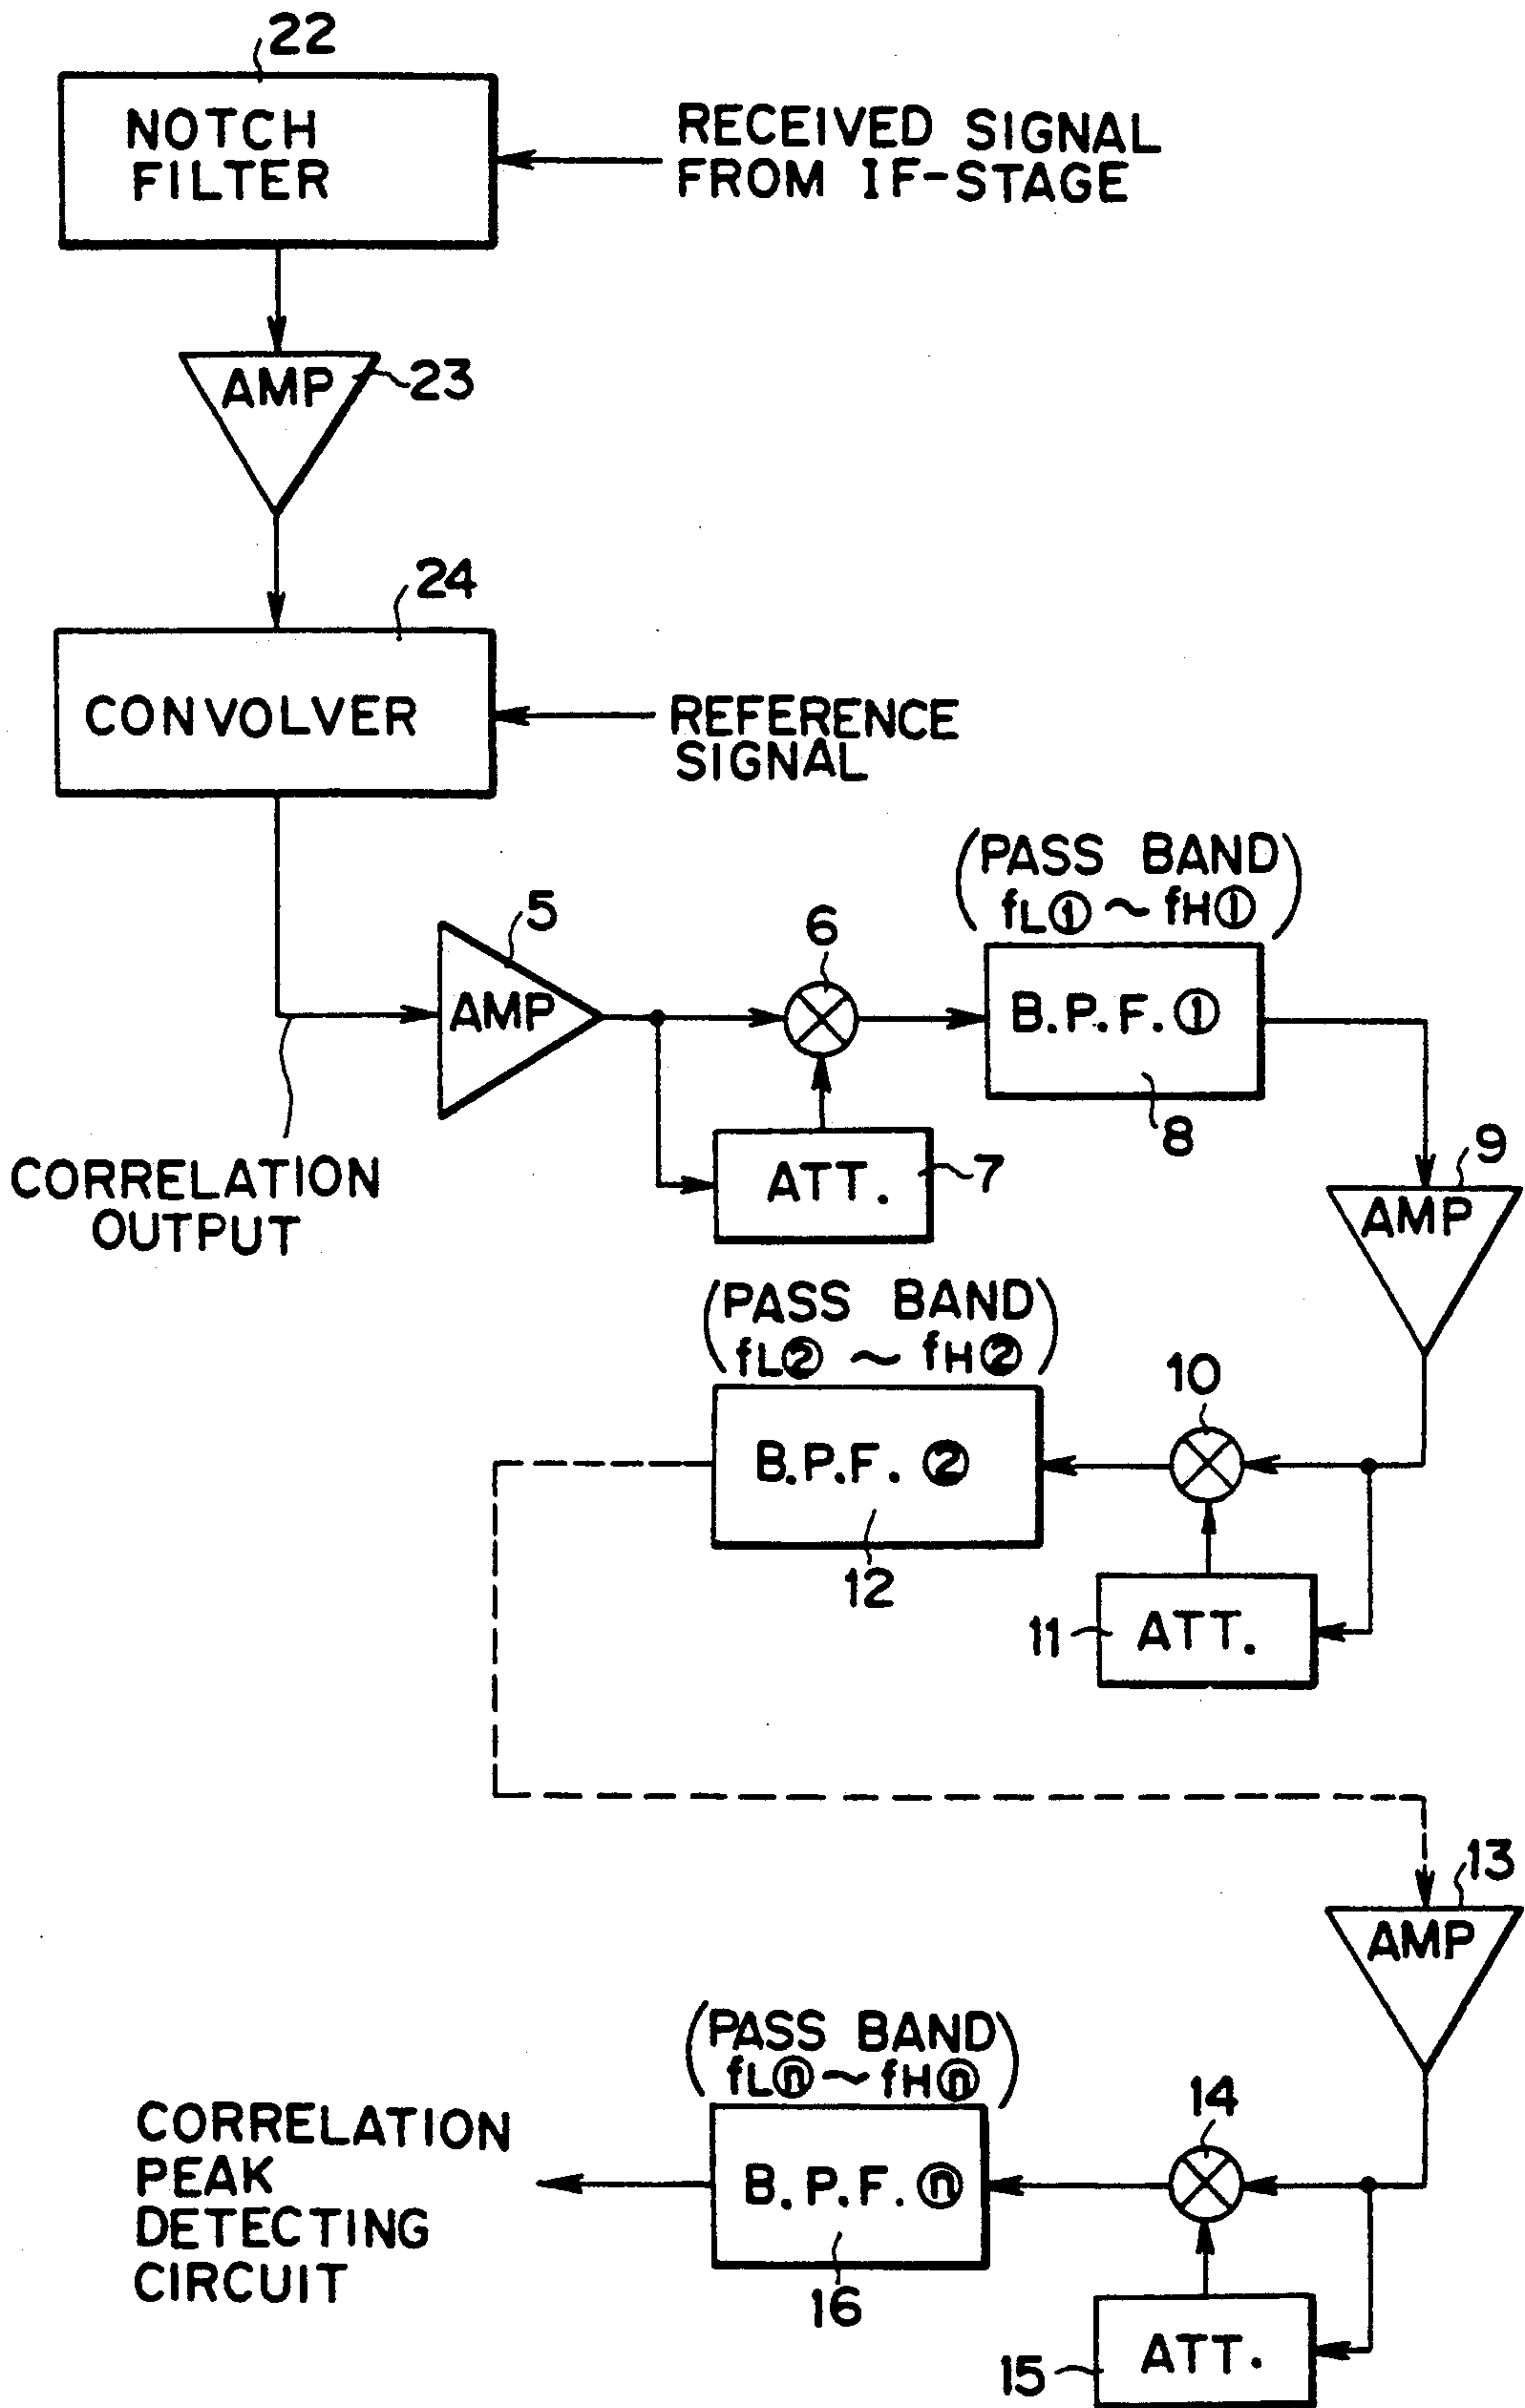 22
NOTCH
FILTER
RECEIVED SIGNAL
FROM IF-STAGE
AMP
23
24
CONVOLVER
REFERENCE
SIGNAL
(PASS BAND)
fL① ~ fH①
5
AMP
6
B.P.F. ①
8
ATT.
7
CORRELATION
OUTPUT
9
AMP
(PASS BAND)
fL② ~ fH②
10
B.P.F. ②
12
11
ATT.
13
AMP
(PASS BAND)
fLⓝ ~ fHⓝ
14
CORRELATION
PEAK
DETECTING
CIRCUIT
B.P.F. ⓝ
16
15
ATT.